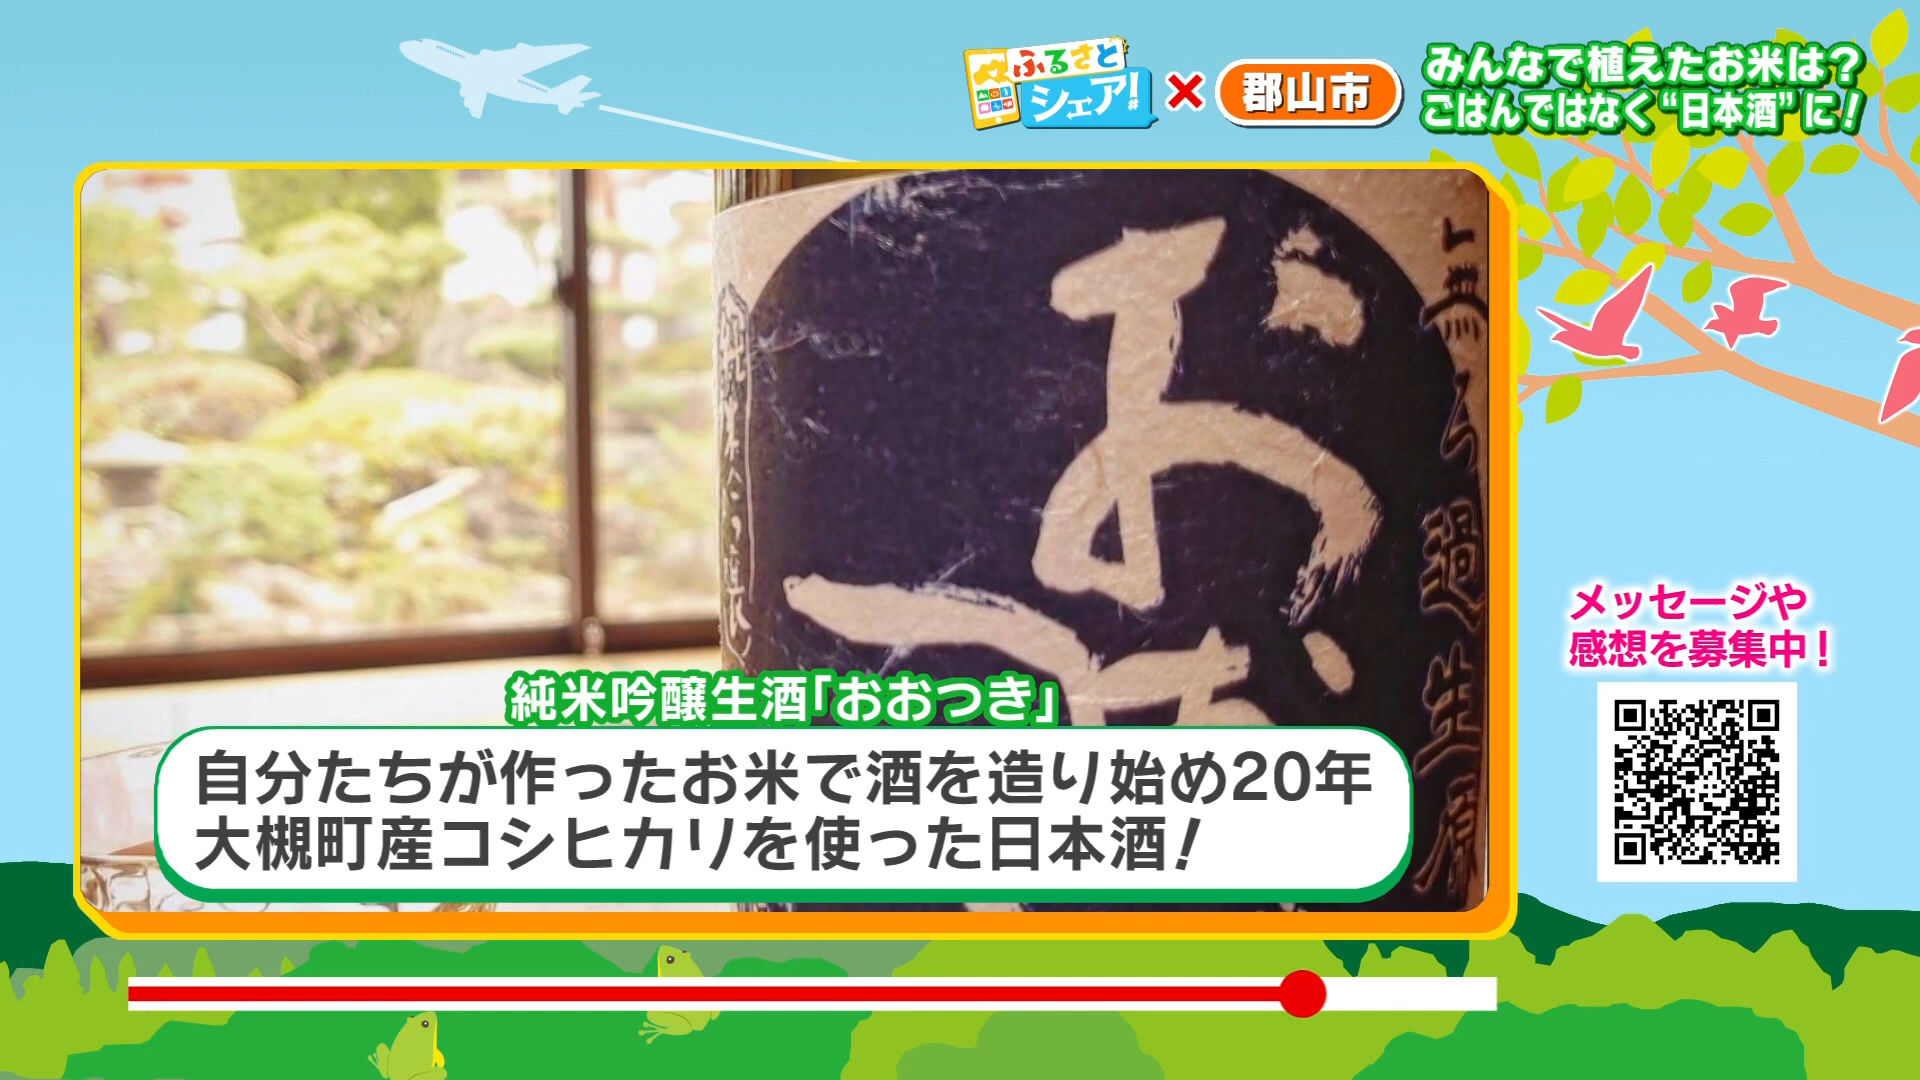 ふるさと
シェア!
×
郡山市
みんなで植えたお米は?
ごはんではなく“日本酒”に!
お
お
過
生
原
メッセージや
感想を募集中!
純米吟醸生酒「おおつき」
自分たちが作ったお米で酒を造り始め20年
大槻町産コシヒカリを使った日本酒!